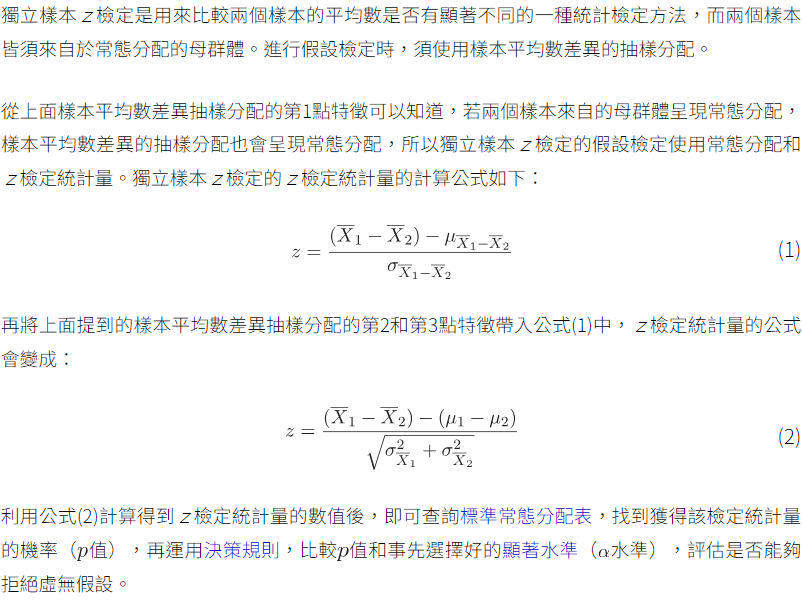 獨立樣本 z 檢定是用來比較兩個樣本的平均數是否有顯著不同的一種統計檢定方法，而兩個樣本
皆須來自於常態分配的母群體。進行假設檢定時，須使用樣本平均數差異的抽樣分配。
從上面樣本平均數差異抽樣分配的第1點特徵可以知道，若兩個樣本來自的母群體呈現常態分配，
樣本平均數差異的抽樣分配也會呈現常態分配，所以獨立樣本 z 檢定的假設檢定使用常態分配和
z 檢定統計量。獨立樣本 z 檢定的 z 檢定統計量的計算公式如下：
$z = \frac{(\overline{X}_1 - \overline{X}_2) - \mu_{\overline{X}_1 - \overline{X}_2}}{\sigma_{\overline{X}_1 - \overline{X}_2}}$ (1)
再將上面提到的樣本平均數差異抽樣分配的第2和第3點特徵帶入公式(1)中， z 檢定統計量的公式
會變成：
$z = \frac{(\overline{X}_1 - \overline{X}_2) - (\mu_1 - \mu_2)}{\sqrt{\sigma^2_{\overline{X}_1} + \sigma^2_{\overline{X}_2}}}$ (2)
利用公式(2)計算得到 z 檢定統計量的數值後，即可查詢標準常態分配表，找到獲得該檢定統計量
的機率（p值），再運用決策規則，比較p值和事先選擇好的顯著水準（α水準），評估是否能夠
拒絕虛無假設。